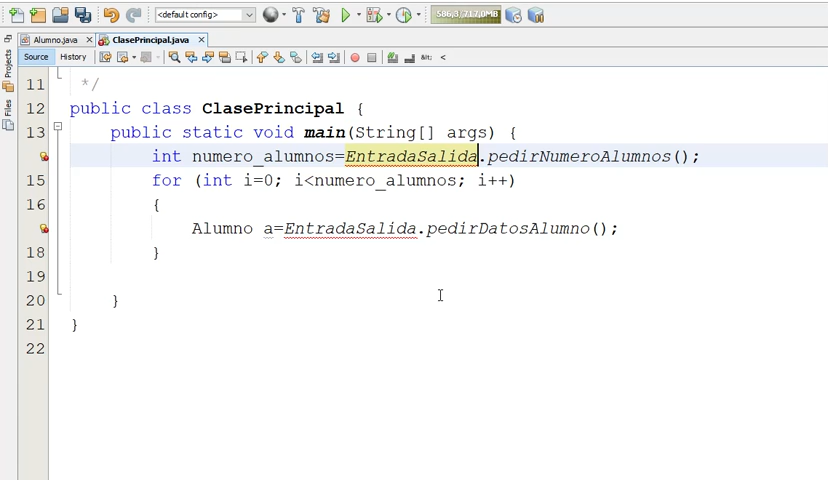 <default config>
586,3/717,0MB
Alumno.java
ClasePrincipal.java
Source
History
Projects
Files
11 */
12 public class ClasePrincipal {
13 public static void main(String[] args) {
int numero_alumnos=EntradaSalida.pedirNumeroAlumnos();
15 for (int i=0; i<numero_alumnos; i++)
16 {
Alumno a=EntradaSalida.pedirDatosAlumno();
18 }
19
20 }
21 }
22